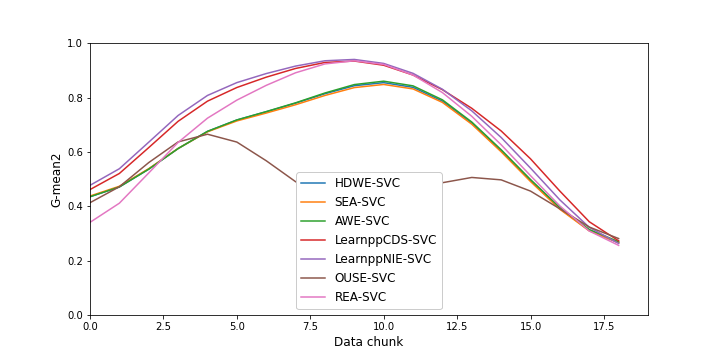 1.0
0.8
0.6
0.4
0.2
0.0
G-mean2
HDWE-SVC
SEA-SVC
AWE-SVC
LearnppCDS-SVC
LearnppNIE-SVC
OUSE-SVC
REA-SVC
0.0 2.5 5.0 7.5 10.0 12.5 15.0 17.5
Data chunk